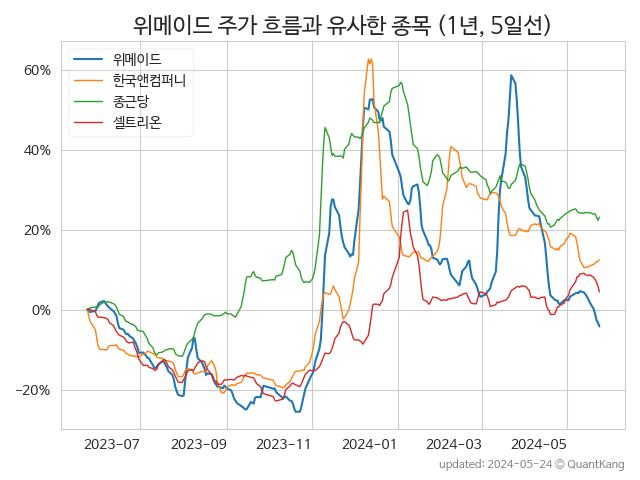 위메이드 주가 흐름과 유사한 종목 (1년, 5일선)
위메이드
한국앤컴퍼니
종근당
셀트리온
60%
40%
20%
0%
−20%
2023−07
2023−09
2023−11
2024−01
2024−03
2024−05
updated: 2024−05−24 © QuantKang